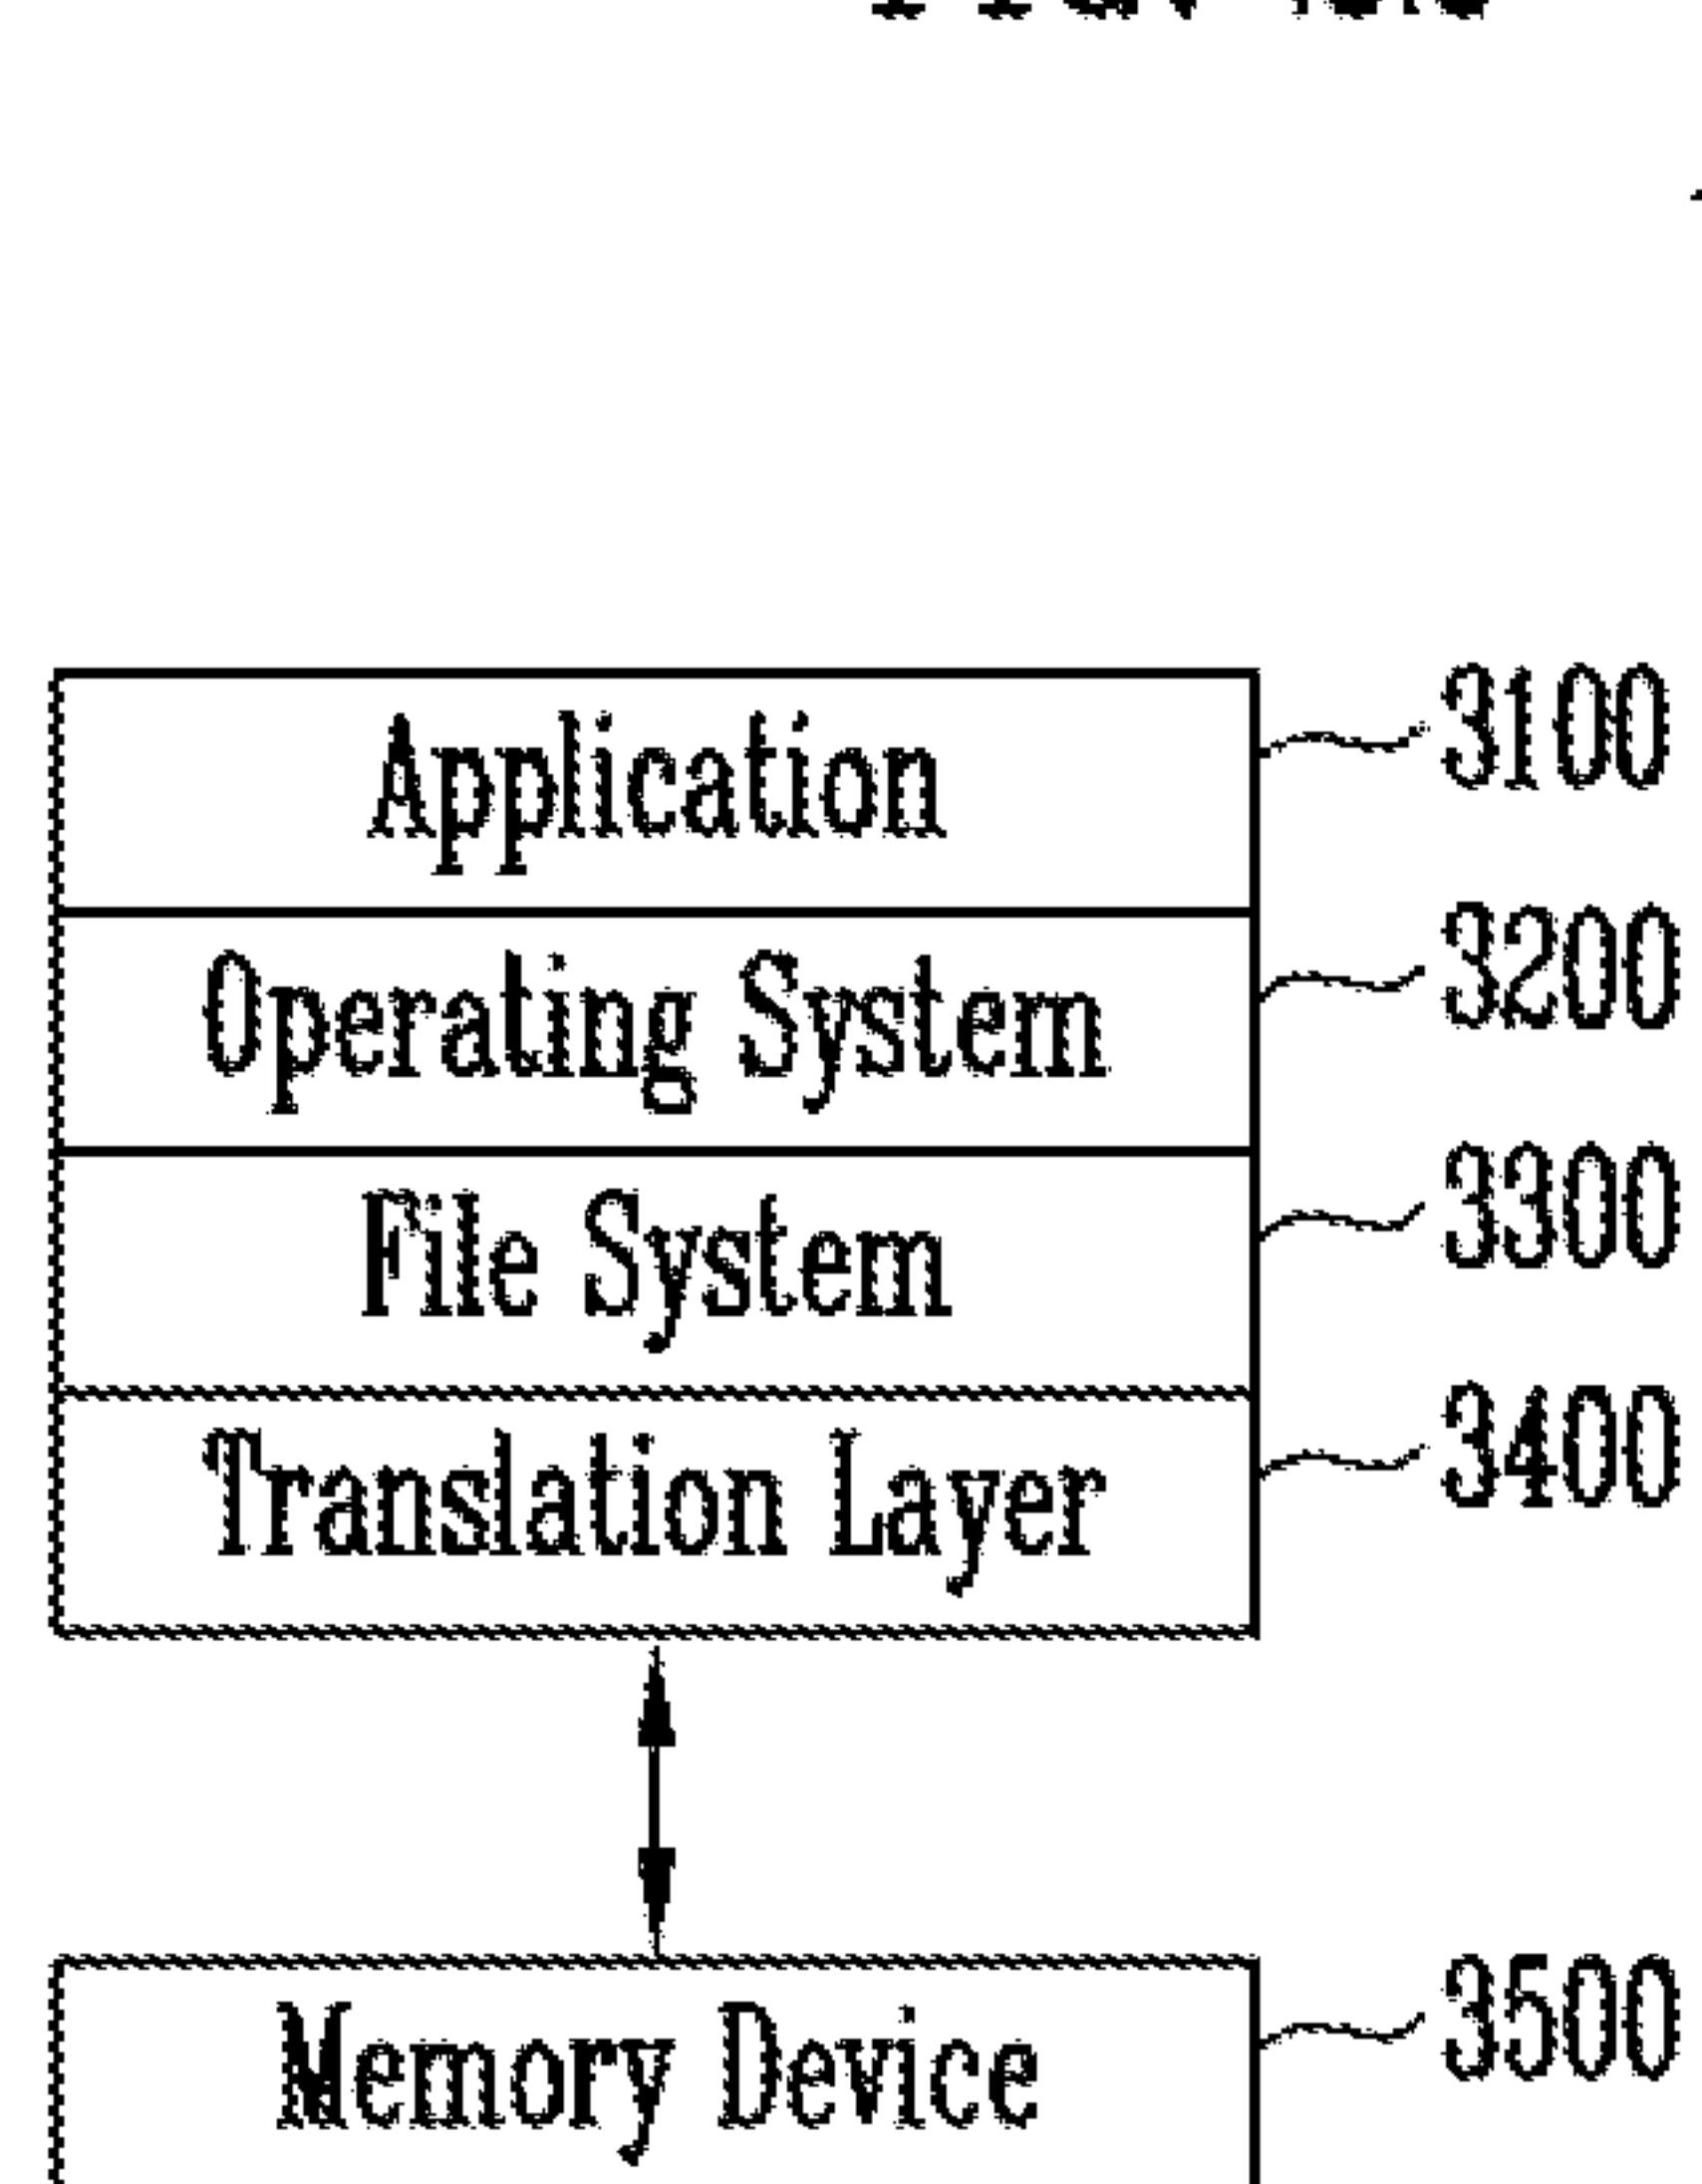 Application 3100
Operating System 3200
File System 3300
Translation Layer 3400
Memory Device 3500